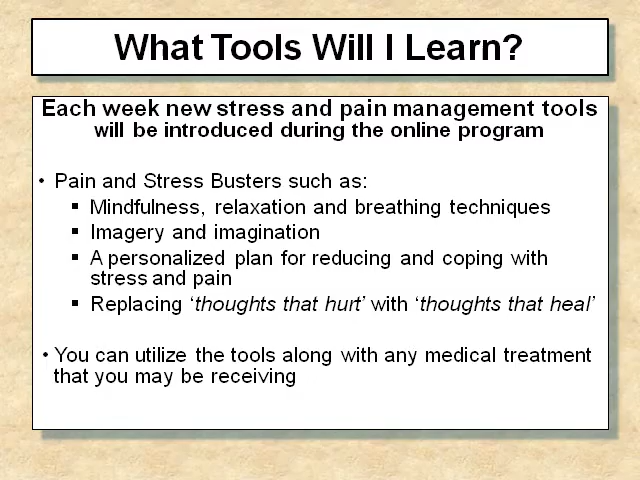 What Tools Will I Learn?
Each week new stress and pain management tools
will be introduced during the online program
• Pain and Stress Busters such as:
▪ Mindfulness, relaxation and breathing techniques
▪ Imagery and imagination
▪ A personalized plan for reducing and coping with
stress and pain
▪ Replacing ‘thoughts that hurt’ with ‘thoughts that heal’
• You can utilize the tools along with any medical treatment
that you may be receiving